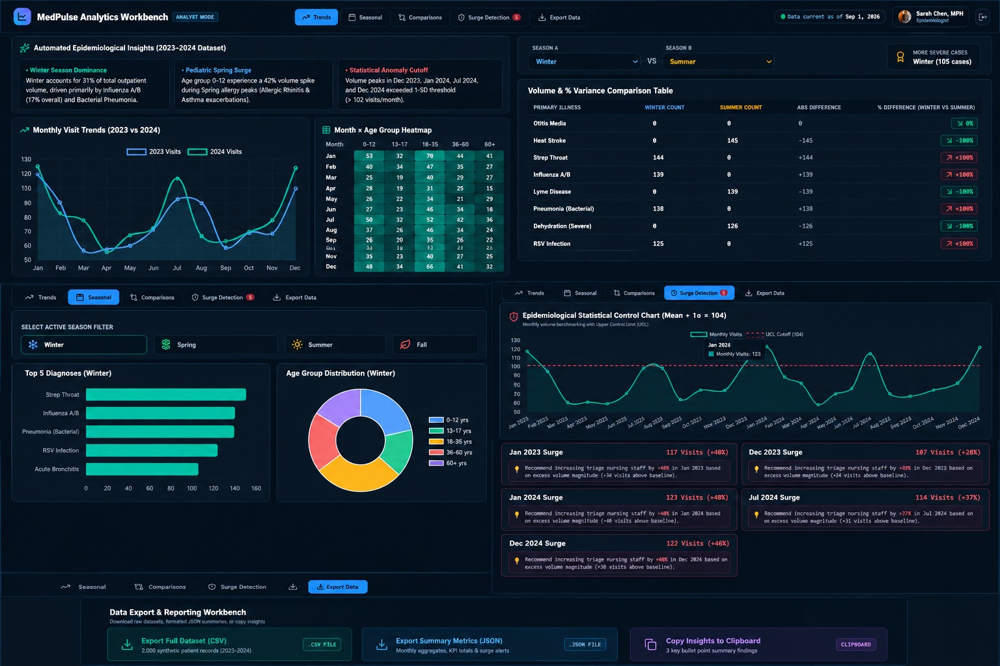 MedPulse Analytics Workbench
ANALYST MODE
Trends
Seasonal
Comparisons
Surge Detection 5
Export Data
Data current as of Sep 1, 2026
Sarah Chen, MPH
Epidemiologist
Automated Epidemiological Insights (2023–2024 Dataset)
• Winter Season Dominance
Winter accounts for 31% of total outpatient
volume, driven primarily by Influenza A/B
(17% overall) and Bacterial Pneumonia.
• Pediatric Spring Surge
Age group 0-12 experience a 42% volume spike
during Spring allergy peaks (Allergic Rhinitis &
Asthma exacerbations).
• Statistical Anomaly Cutoff
Volume peaks in Dec 2023, Jan 2024, Jul 2024,
and Dec 2024 exceeded 1-SD threshold
(> 102 visits/month).
SEASON A
Winter
VS
SEASON B
Summer
MORE SEVERE CASES
Winter (105 cases)
Monthly Visit Trends (2023 vs 2024)
2023 Visits
2024 Visits
130
120
110
90
80
70
60
50
Jan Feb Mar Apr May Jun Jul Aug Sep Oct Nov Dec
Month × Age Group Heatmap
Month 0-12 13-17 18-35 36-60 60+
Jan 53 32 70 44 41
Feb 40 34 47 35 27
Mar 25 19 40 29 27
Apr 28 19 31 25 15
May 26 22 34 21 29
Jun 27 23 46 34 18
Jul 50 32 52 42 36
Aug 37 26 46 34 24
Sep 26 20 35 26 22
Nov 35 23 40 27 25
Dec 48 34 66 41 32
Volume & % Variance Comparison Table
PRIMARY ILLNESS WINTER COUNT SUMMER COUNT ABS DIFFERENCE % DIFFERENCE (WINTER VS SUMMER)
Otitis Media 0 0 0 ↘ 0%
Heat Stroke 0 145 -145 ↘ -100%
Strep Throat 144 0 +144 ↗ +100%
Influenza A/B 139 0 +139 ↗ +100%
Lyme Disease 0 139 -139 ↘ -100%
Pneumonia (Bacterial) 138 0 +138 ↗ +100%
Dehydration (Severe) 0 126 -126 ↘ -100%
RSV Infection 125 0 +125 ↗ +100%
Trends
Seasonal
Comparisons
Surge Detection 5
Export Data
SELECT ACTIVE SEASON FILTER
Winter
Spring
Summer
Fall
Top 5 Diagnoses (Winter)
Strep Throat
Influenza A/B
Pneumonia (Bacterial)
RSV Infection
Acute Bronchitis
0 20 40 60 80 100 120 140 160
Age Group Distribution (Winter)
0-12 yrs
13-17 yrs
18-35 yrs
36-60 yrs
60+ yrs
Trends
Seasonal
Comparisons
Surge Detection 5
Export Data
Epidemiological Statistical Control Chart (Mean + 1σ = 104)
Monthly volume benchmarking with Upper Control Limit (UCL)
Monthly Visits
UCL Cotoff (104)
Jan 2024
Monthly Visits: 123
130
120
110
100
90
80
20
60
50
Jan 2023 Feb 2023 Mar 2023 Apr 2023 May 2023 Jun 2023 Jul 2023 Aug 2023 Sep 2023 Oct 2023 Nov 2023 Dec 2023 Jan 2024 Feb 2024 Mar 2024 Apr 2024 May 2024 Jun 2024 Jul 2024 Aug 2024 Sep 2024 Oct 2024 Nov 2024 Dec 2024
Jan 2023 Surge
117 Visits (+40%)
Recommend increasing triage nursing staff by +40% in Jan 2023 based
on excess volume magnitude (+34 visits above baseline).
Dec 2023 Surge
107 Visits (+28%)
Recommend increasing triage nursing staff by in Dec 2023 based on
excess volume magnitude (+24 visits above baseline).
Jan 2024 Surge
123 Visits (+48%)
Recommend increasing triage nursing staff by in Jan 2024 based
on excess volume magnitude (+40 visits above baseline).
Jul 2024 Surge
114 Visits (+37%)
Recommend increasing triage nursing staff by +37% in Jul 2024 based on
on excess volume magnitude (+31 visits above baseline).
Dec 2024 Surge
122 Visits (+46%)
Recommend increasing triage nursing staff by in Dec 2024 based on
excess volume magnitude (+38 visits above baseline).
Seasonal
Comparisons
Surge Detection
Export Data
Data Export & Reporting Workbench
Download raw datasets, formated JSON summaries, or copy insights
Export Full Dataset (CSV)
2,000 synthetic patient records (2023-2024)
.CSV FILE
Export Summary Metrics (JSON)
Monthly aggregates, KPI totals & surge alerts
.JSON FILE
Copy Insights to Clipboard
3 key bullet point summary findings
CLIPBOARD